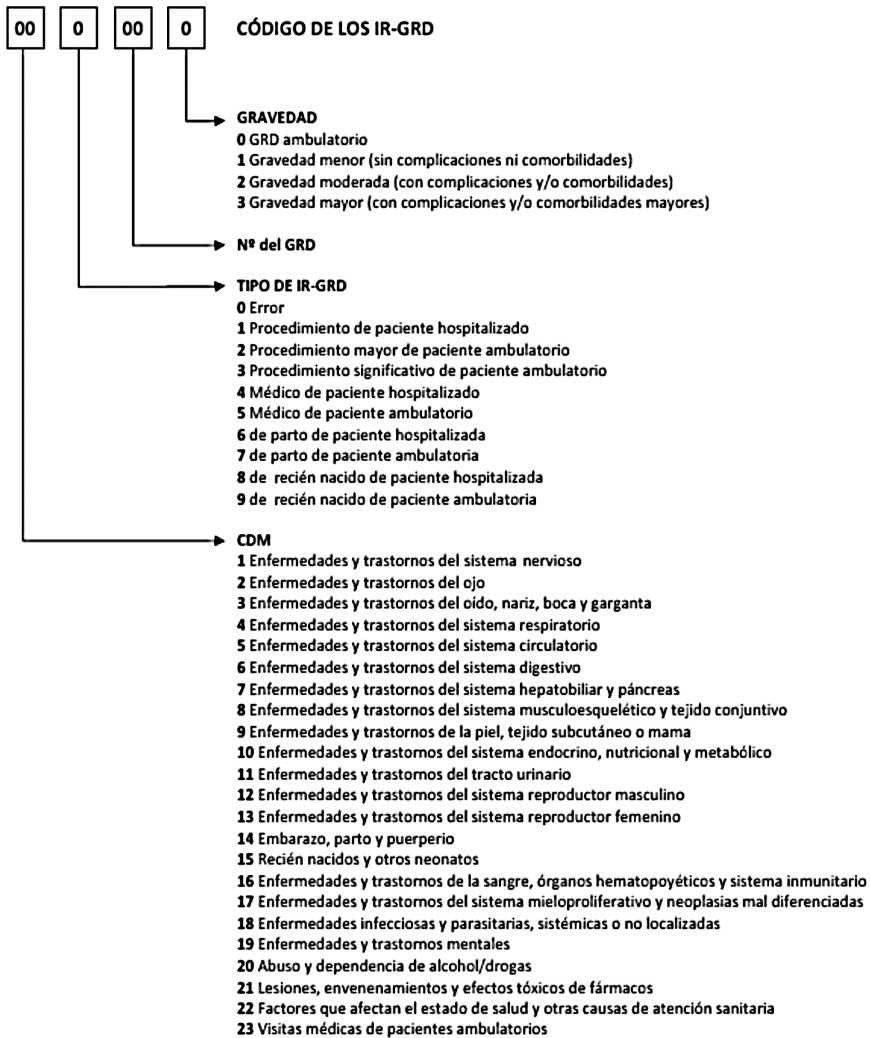 00 0 00 0 CÓDIGO DE LOS IR-GRD
GRAVEDAD
0 GRD ambulatorio
1 Gravedad menor (sin complicaciones ni comorbilidades)
2 Gravedad moderada (con complicaciones y/o comorbilidades)
3 Gravedad mayor (con complicaciones y/o comorbilidades mayores)
Nº del GRD
TIPO DE IR-GRD
0 Error
1 Procedimiento de paciente hospitalizado
2 Procedimiento mayor de paciente ambulatorio
3 Procedimiento significativo de paciente ambulatorio
4 Médico de paciente hospitalizado
5 Médico de paciente ambulatorio
6 de parto de paciente hospitalizada
7 de parto de paciente ambulatoria
8 de recién nacido de paciente hospitalizada
9 de recién nacido de paciente ambulatoria
CDM
1 Enfermedades y trastornos del sistema nervioso
2 Enfermedades y trastornos del ojo
3 Enfermedades y trastornos del oído, nariz, boca y garganta
4 Enfermedades y trastornos del sistema respiratorio
5 Enfermedades y trastornos del sistema circulatorio
6 Enfermedades y trastornos del sistema digestivo
7 Enfermedades y trastornos del sistema hepatobiliar y páncreas
8 Enfermedades y trastornos del sistema musculoesquelético y tejido conjuntivo
9 Enfermedades y trastornos de la piel, tejido subcutáneo o mama
10 Enfermedades y trastornos del sistema endocrino, nutricional y metabólico
11 Enfermedades y trastornos del tracto urinario
12 Enfermedades y trastornos del sistema reproductor masculino
13 Enfermedades y trastornos del sistema reproductor femenino
14 Embarazo, parto y puerperio
15 Recién nacidos y otros neonatos
16 Enfermedades y trastornos de la sangre, órganos hematopoyéticos y sistema inmunitario
17 Enfermedades y trastornos del sistema mieloproliferativo y neoplasias mal diferenciadas
18 Enfermedades infecciosas y parasitarias, sistémicas o no localizadas
19 Enfermedades y trastornos mentales
20 Abuso y dependencia de alcohol/drogas
21 Lesiones, envenenamientos y efectos tóxicos de fármacos
22 Factores que afectan el estado de salud y otras causas de atención sanitaria
23 Visitas médicas de pacientes ambulatorios